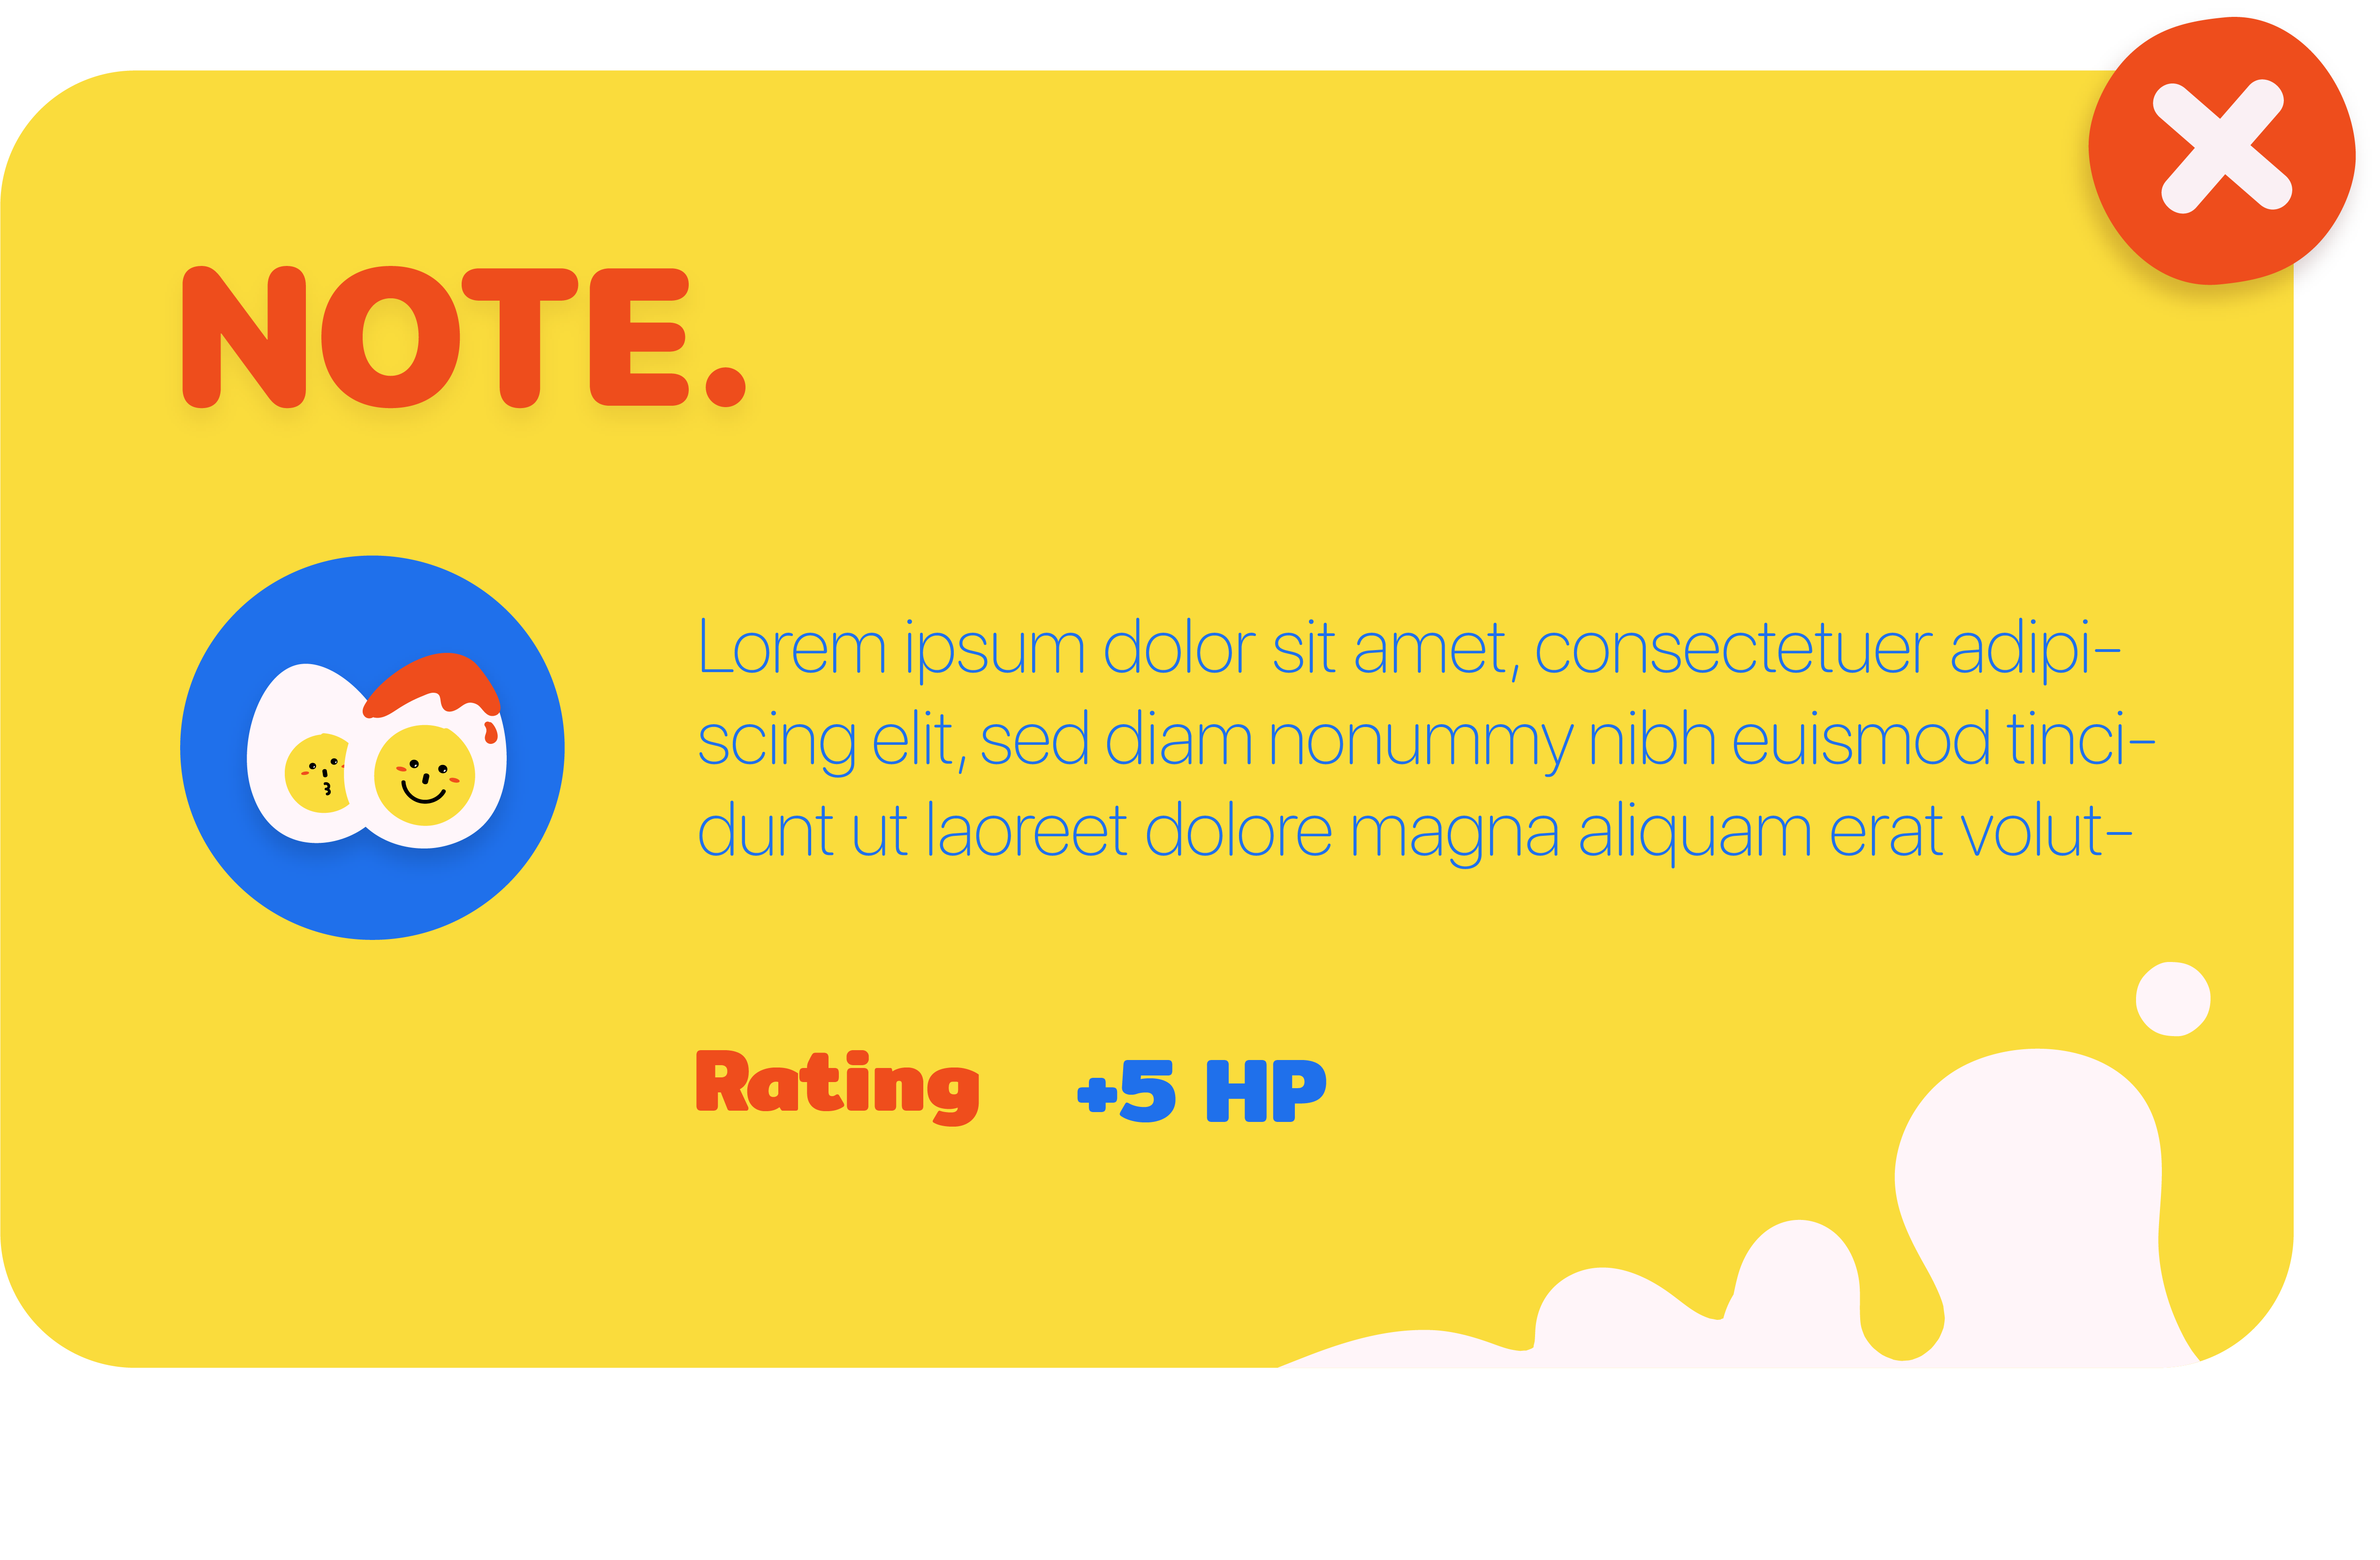 NOTE.
Lorem ipsum dolor sit amet, consectetuer adipi-
scing elit, sed diam nonummy nibh euismod tinci-
dunt ut laoreet dolore magna aliquam erat volut-
Rating +5 HP